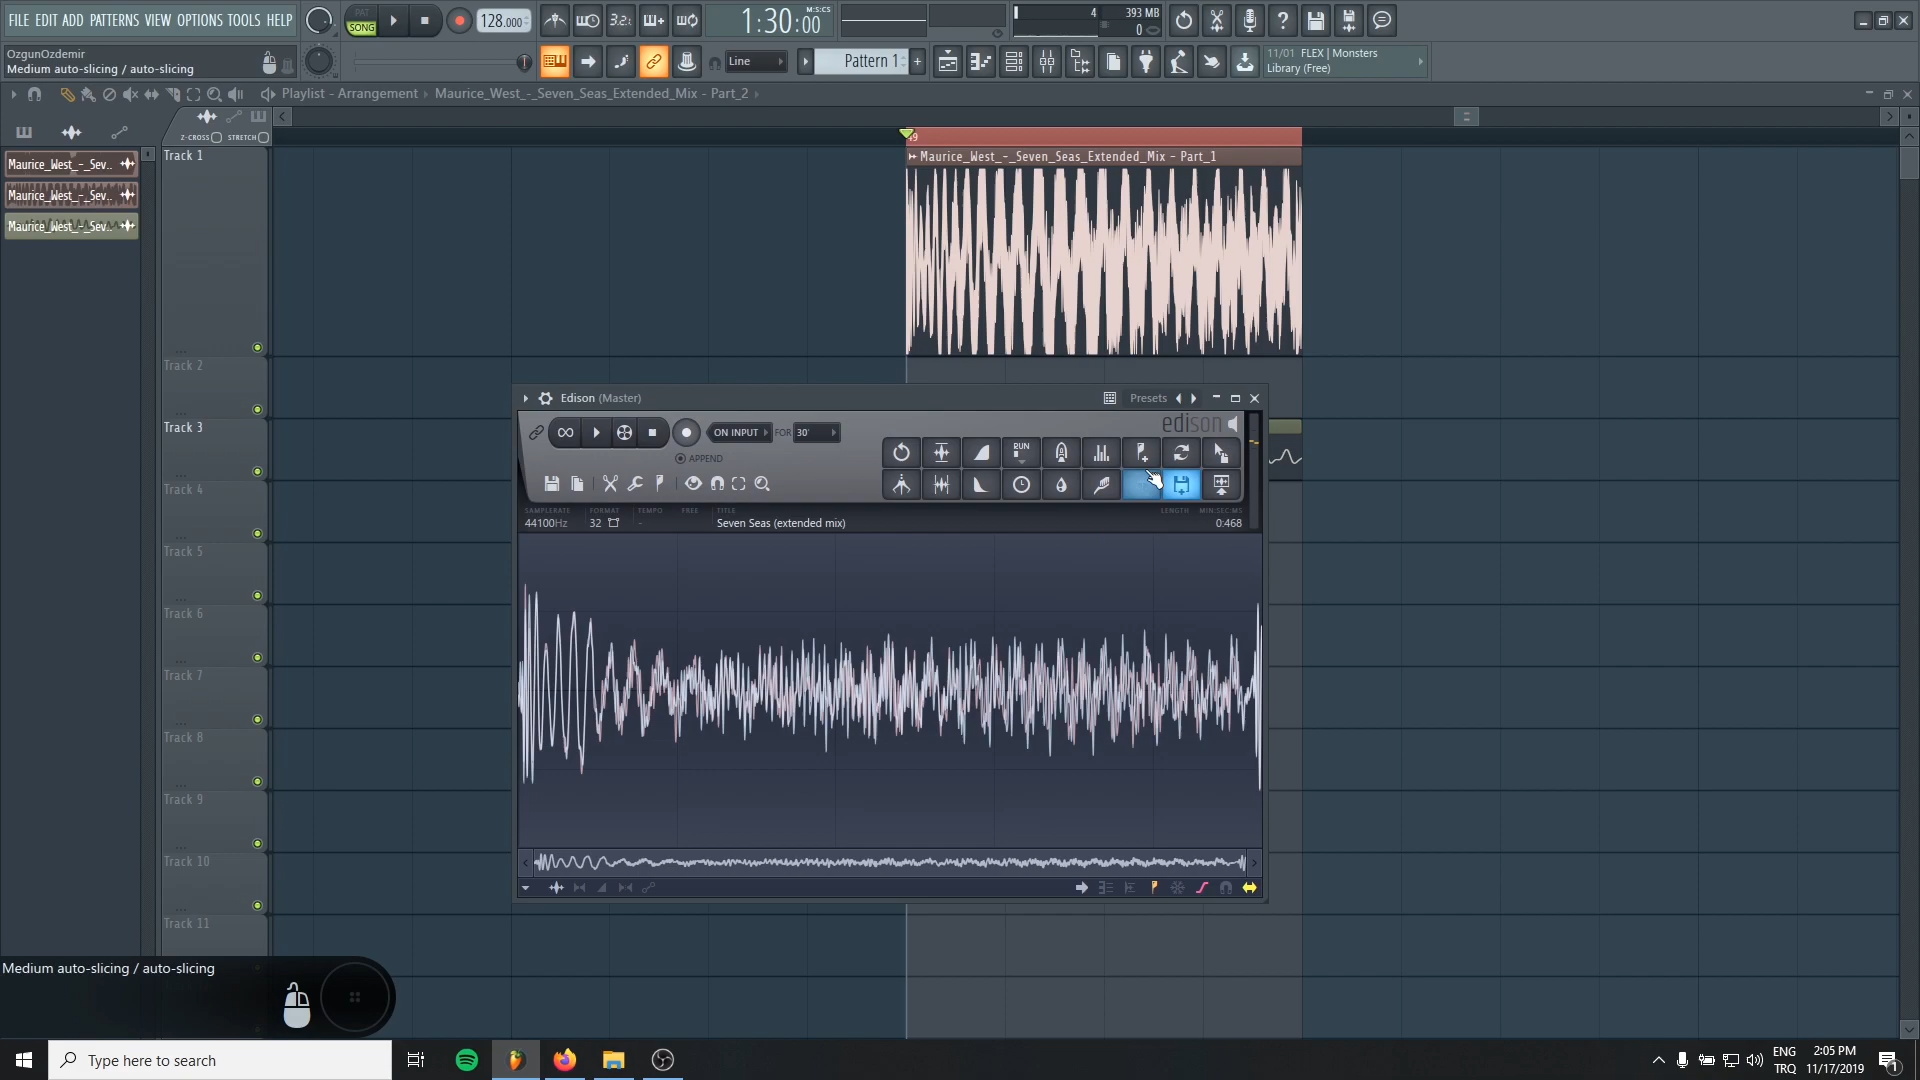 FILE EDIT ADD PATTERNS VIEW OPTIONS TOOLS HELP
PAT
SONG
128.000
3.2.
1:30:00
M:S:CS
4
393 MB
0
OzgunOzdemir
Medium auto-slicing / auto-slicing
Line
Pattern 1
+
11/01 FLEX | Monsters
Library (Free)
Playlist - Arrangement
Maurice_West_-_Seven_Seas_Extended_Mix - Part_2
Z-CROSS
STRETCH
Maurice_West_-_Sev..
Maurice_West_-_Sev..
Maurice_West_-_Sev..
Track 1
Track 2
Track 3
Track 4
Track 5
Track 6
Track 7
Track 8
Track 9
Track 10
Track 11
Maurice_West_-_Seven_Seas_Extended_Mix - Part_1
Edison (Master)
Presets
edison
ON INPUT
FOR
30'
APPEND
RUN
SAMPLERATE
44100Hz
FORMAT
32
TEMPO
-
FREE
TITLE
Seven Seas (extended mix)
LENGTH
MIN:SEC:MS
0:468
Medium auto-slicing / auto-slicing
Type here to search
ENG
TRQ
2:05 PM
11/17/2019
1